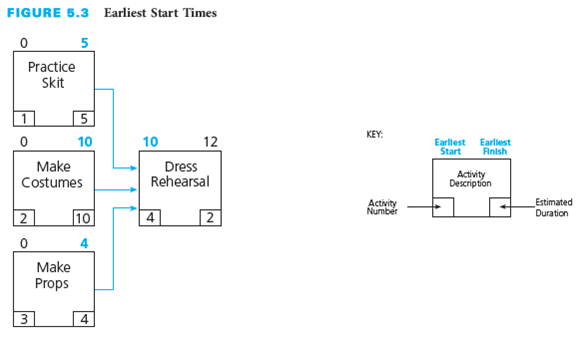 FIGURE 5.3 Earliest Start Times
0 5
Practice
Skit
1 5
0 10
Make
Costumes
2 10
10 12
Dress
Rehearsal
4 2
0 4
Make
Props
3 4
KEY:
Earliest Earliest
Start Finish
Activity
Description
Activity
Number
Estimated
Duration